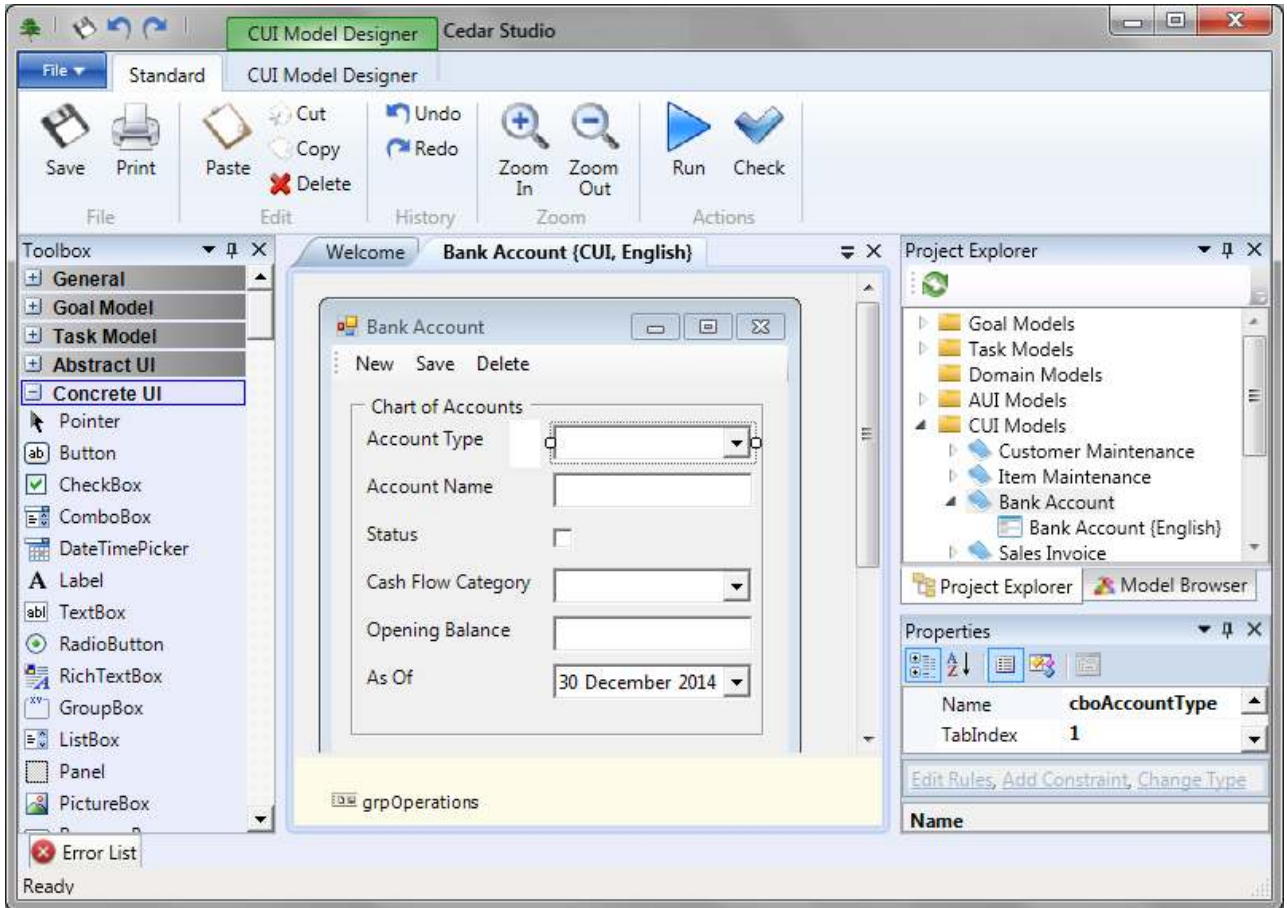 CUI Model Designer Cedar Studio
File Standard CUI Model Designer
Save Print Paste Cut Copy Delete Undo Redo Zoom In Zoom Out Run Check
File Edit History Zoom Actions
Toolbox
General
Goal Model
Task Model
Abstract UI
Concrete UI
Pointer
Button
CheckBox
ComboBox
DateTimePicker
A Label
TextBox
RadioButton
RichTextBox
GroupBox
ListBox
Panel
PictureBox
Welcome Bank Account {CUI, English}
Bank Account
New Save Delete
Chart of Accounts
Account Type
Account Name
Status
Cash Flow Category
Opening Balance
As Of 30 December 2014
grpOperations
Project Explorer
Goal Models
Task Models
Domain Models
AUI Models
CUI Models
Customer Maintenance
Item Maintenance
Bank Account
Bank Account {English}
Sales Invoice
Project Explorer Model Browser
Properties
Name cboAccountType
TabIndex 1
Edit Rules, Add Constraint, Change Type
Name
Error List
Ready